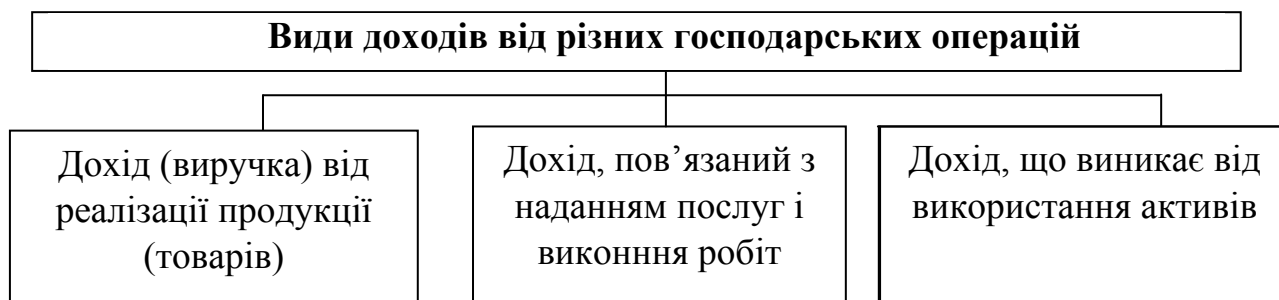 Види доходів від різних господарських операцій
Дохід (виручка) від
реалізації продукції
(товарів)
Дохід, пов’язаний з
наданням послуг і
виконння робіт
Дохід, що виникає від
використання активів